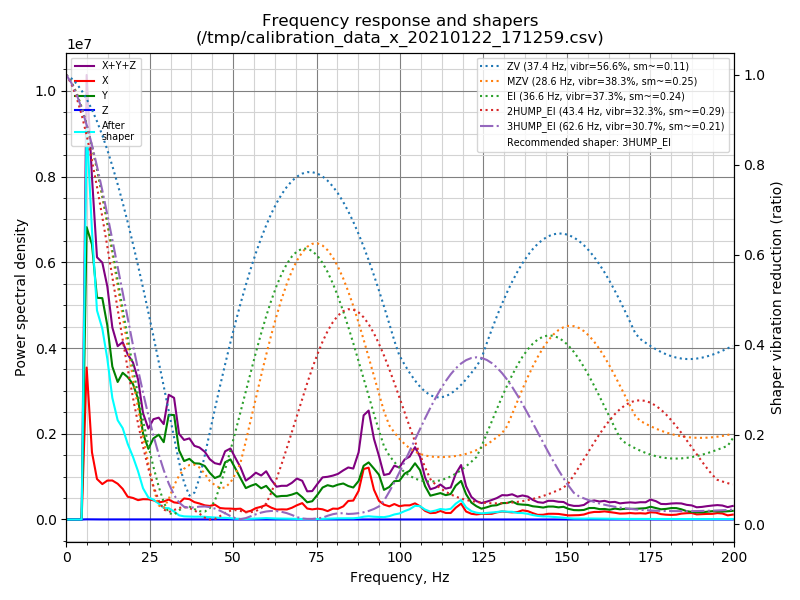 Frequency response and shapers
(/tmp/calibration_data_x_20210122_171259.csv)
1e7
X+Y+Z
X
Y
Z
After
shaper
ZV (37.4 Hz, vibr=56.6%, sm~=0.11)
MZV (28.6 Hz, vibr=38.3%, sm~=0.25)
EI (36.6 Hz, vibr=37.3%, sm~=0.24)
2HUMP_EI (43.4 Hz, vibr=32.3%, sm~=0.29)
3HUMP_EI (62.6 Hz, vibr=30.7%, sm~=0.21)
Recommended shaper: 3HUMP_EI
Power spectral density
1.0
0.8
0.6
0.4
0.2
0.0
1.0
0.8
0.6
0.4
0.2
0.0
Shaper vibration reduction (ratio)
0 25 50 75 100 125 150 175 200
Frequency, Hz